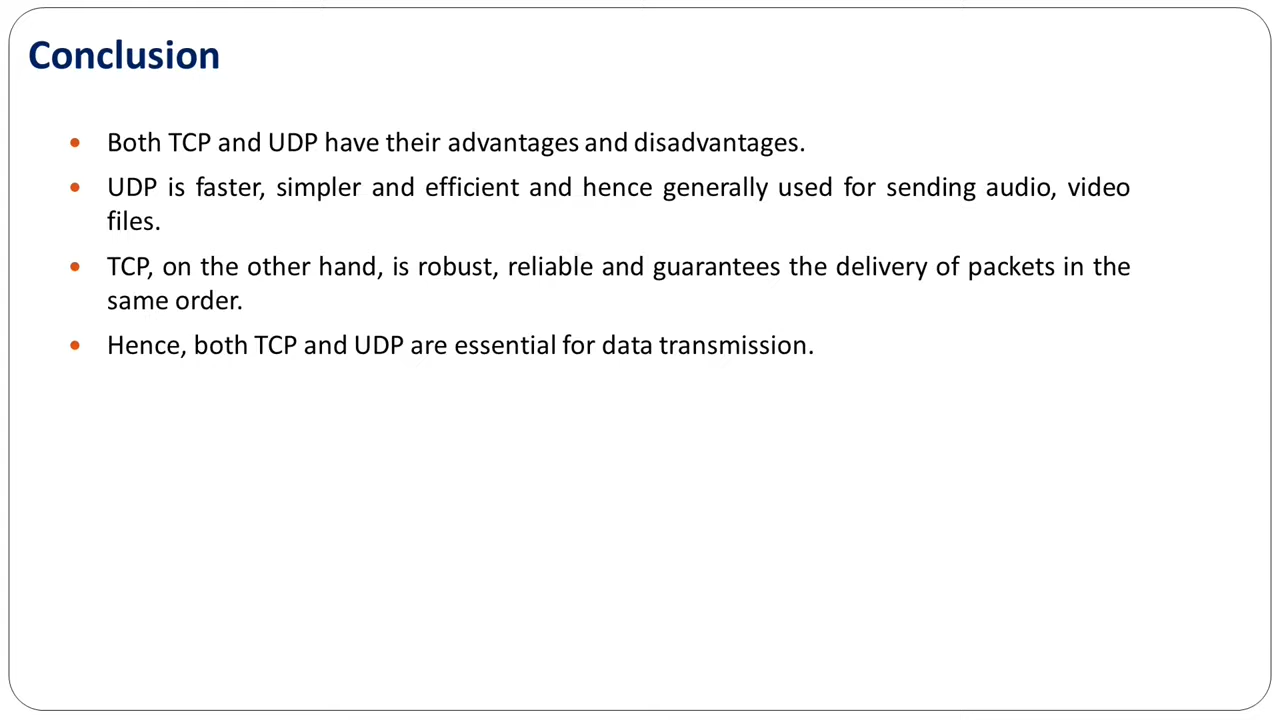 Conclusion
• Both TCP and UDP have their advantages and disadvantages.
• UDP is faster, simpler and efficient and hence generally used for sending audio, video
files.
• TCP, on the other hand, is robust, reliable and guarantees the delivery of packets in the
same order.
• Hence, both TCP and UDP are essential for data transmission.